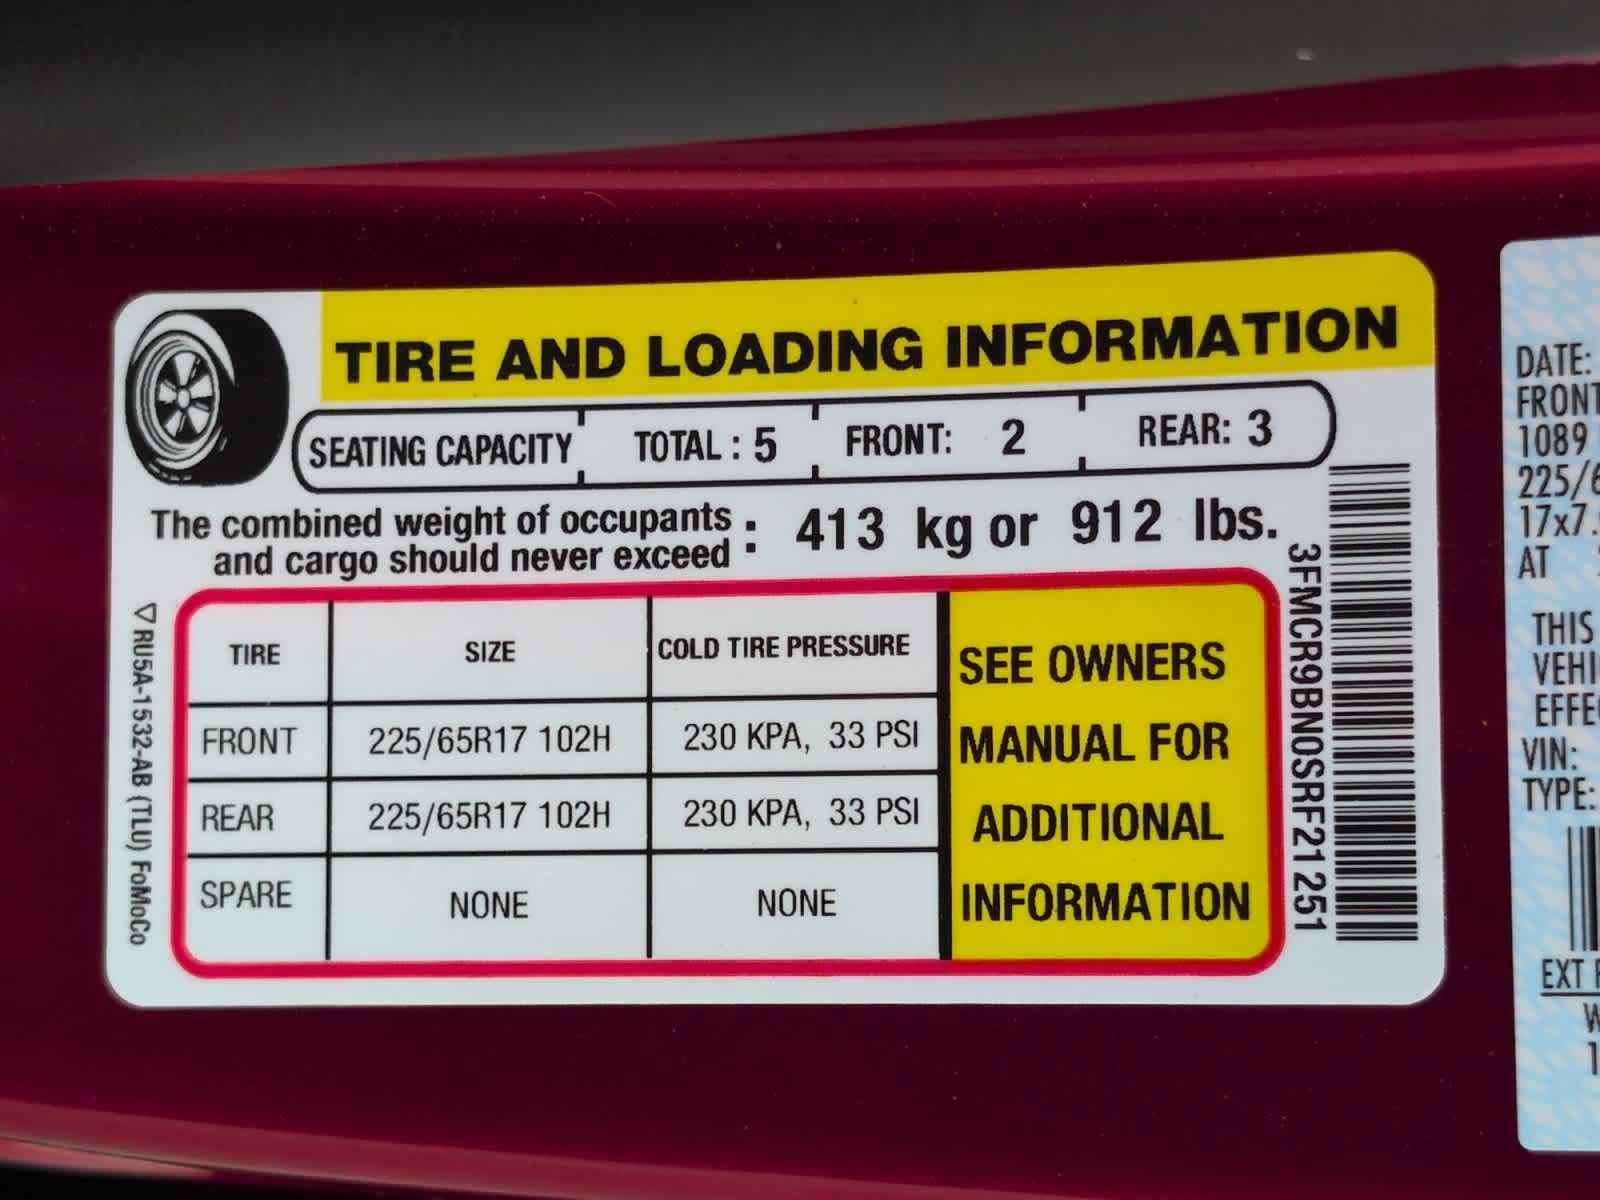 TIRE AND LOADING INFORMATION
SEATING CAPACITY TOTAL : 5 FRONT: 2 REAR: 3
The combined weight of occupants
and cargo should never exceed : 413 kg or 912 lbs.
TIRE SIZE COLD TIRE PRESSURE
FRONT 225/65R17 102H 230 KPA, 33 PSI
REAR 225/65R17 102H 230 KPA, 33 PSI
SPARE NONE NONE
SEE OWNERS
MANUAL FOR
ADDITIONAL
INFORMATION
3FMCR9BN0SRF21251
RU5A-1532-AB (TLU) FoMoCo
DATE:
FRONT
1089
225/6
17x7.
AT
THIS
VEHI
EFFE
VIN:
TYPE:
EXT